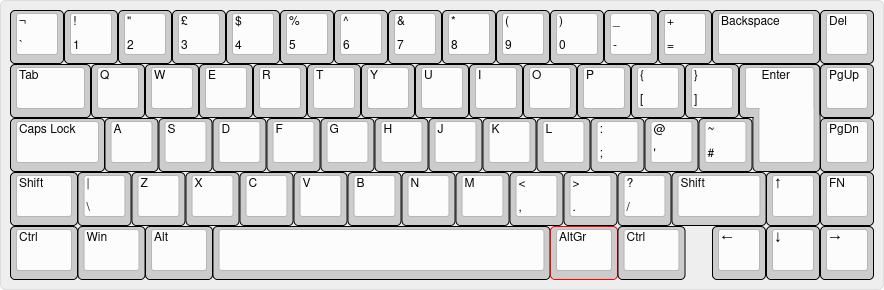 ¬ ! " £ $ % ^ & * ( ) _ + Backspace Del
` 1 2 3 4 5 6 7 8 9 0 - =
Tab Q W E R T Y U I O P { } Enter PgUp
[ ]
Caps Lock A S D F G H J K L : @ ~ PgDn
; ' #
Shift | Z X C V B N M < > ? Shift ↑ FN
\ , . /
Ctrl Win Alt AltGr Ctrl ← ↓ →